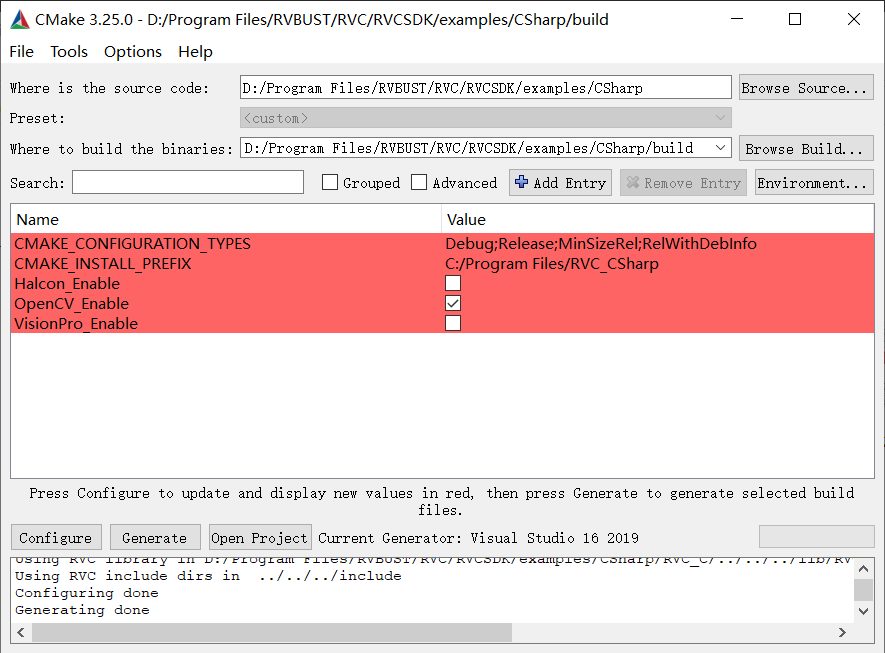 CMake 3.25.0 - D:/Program Files/RVBUST/RVC/RVCSDK/examples/CSharp/build
File Tools Options Help
Where is the source code: D:/Program Files/RVBUST/RVC/RVCSDK/examples/CSharp Browse Source...
Preset: <custom>
Where to build the binaries: D:/Program Files/RVBUST/RVC/RVCSDK/examples/CSharp/build Browse Build...
Search: Grouped Advanced Add Entry Remove Entry Environment...
Name Value
CMAKE_CONFIGURATION_TYPES Debug;Release;MinSizeRel;RelWithDebInfo
CMAKE_INSTALL_PREFIX C:/Program Files/RVC_CSharp
Halcon_Enable
OpenCV_Enable
VisionPro_Enable
Press Configure to update and display new values in red, then press Generate to generate selected build
files.
Configure Generate Open Project Current Generator: Visual Studio 16 2019
Using RVC library in D:/Program Files/RVBUST/RVC/RVCSDK/examples/CSharp/RVC_C/../../../lib/RV
Using RVC include dirs in ../../../include
Configuring done
Generating done